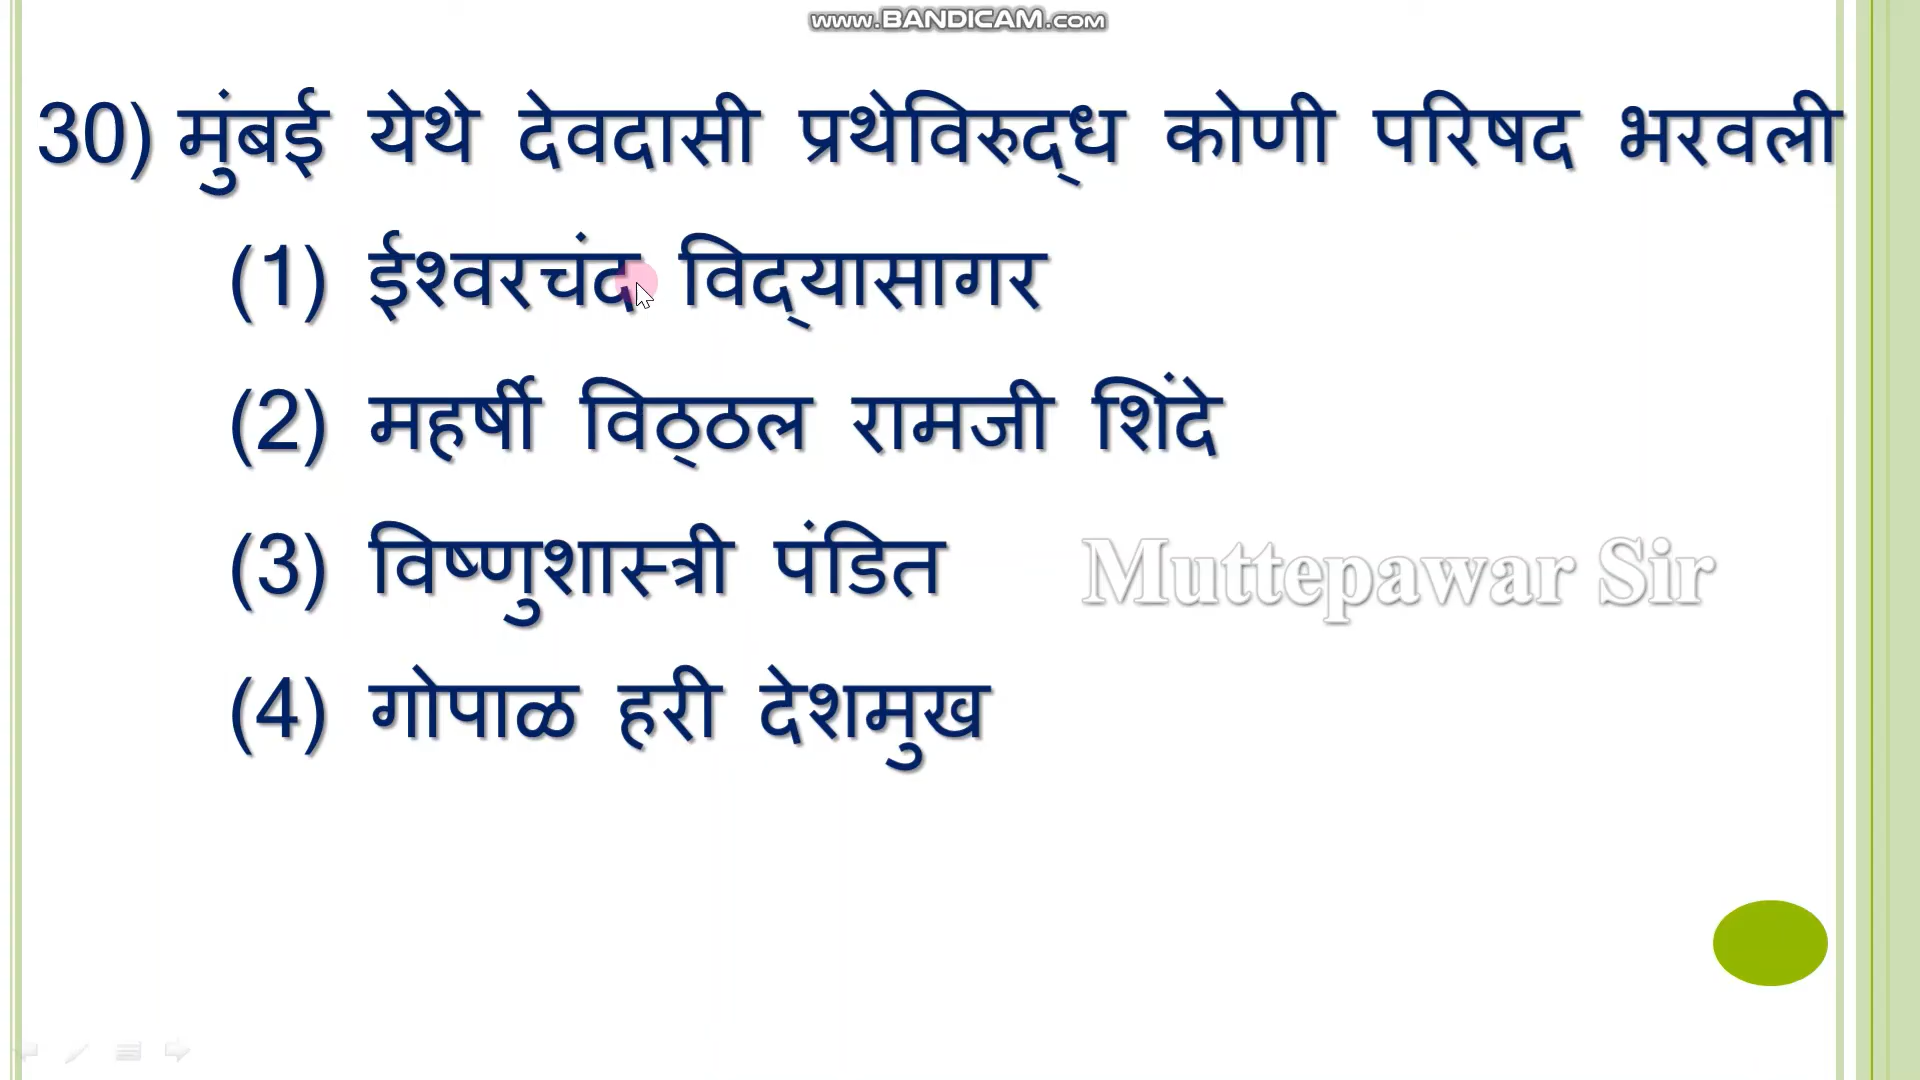 www.BANDICAM.com
30) मुंबई येथे देवदासी प्रथेविरुद्‌ध कोणी परिषद भरवली
(1) ईश्वरचंद विद्‌यासागर
(2) महर्षी विठ्‌ठल रामजी शिंदे
(3) विष्णुशास्त्री पंडित
Muttepawar Sir
(4) गोपाळ हरी देशमुख